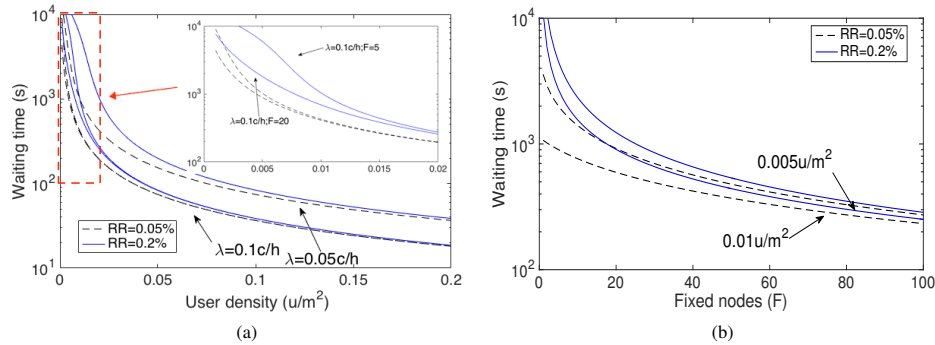 (a)
10^4
10^3
10^2
10^1
Waiting time (s)
0
0.05
0.1
0.15
0.2
User density (u/m^2)
RR=0.05%
RR=0.2%
λ=0.1c/h
λ=0.05c/h
10^4
10^3
10^2
0
0.005
0.01
0.015
0.02
λ=0.1c/h;F=5
λ=0.1c/h;F=20
(a)
b)
10^4
10^3
10^2
Waiting time (s)
0
20
40
60
80
100
Fixed nodes (F)
RR=0.05%
RR=0.2%
0.005u/m^2
0.01u/m^2
(b)